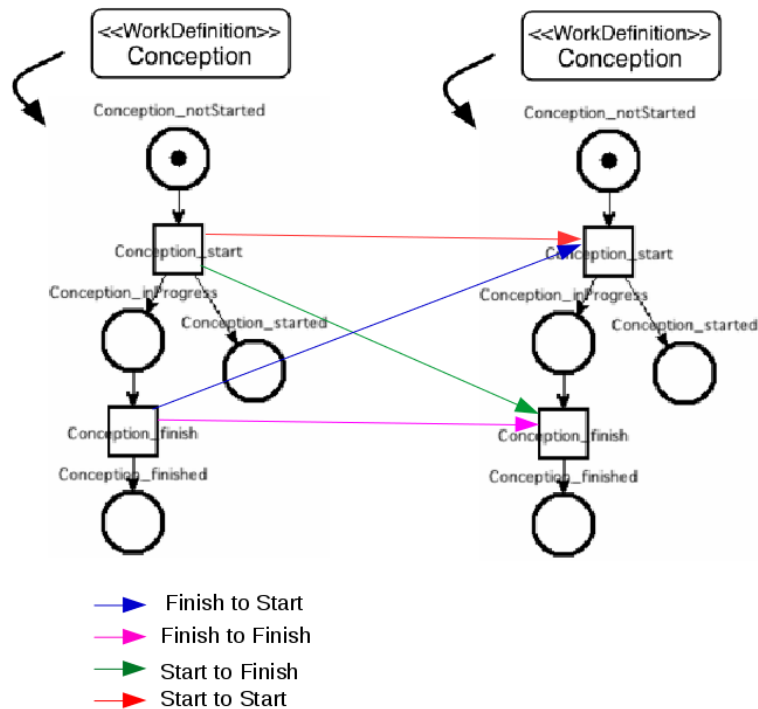 <<WorkDefinition>>
Conception
<<WorkDefinition>>
Conception
Conception_notStarted
Conception_notStarted
Conception_start
Conception_start
Conception_inProgress
Conception_inProgress
Conception_started
Conception_started
Conception_finish
Conception_finish
Conception_finished
Conception_finished
Finish to Start
Finish to Finish
Start to Finish
Start to Start